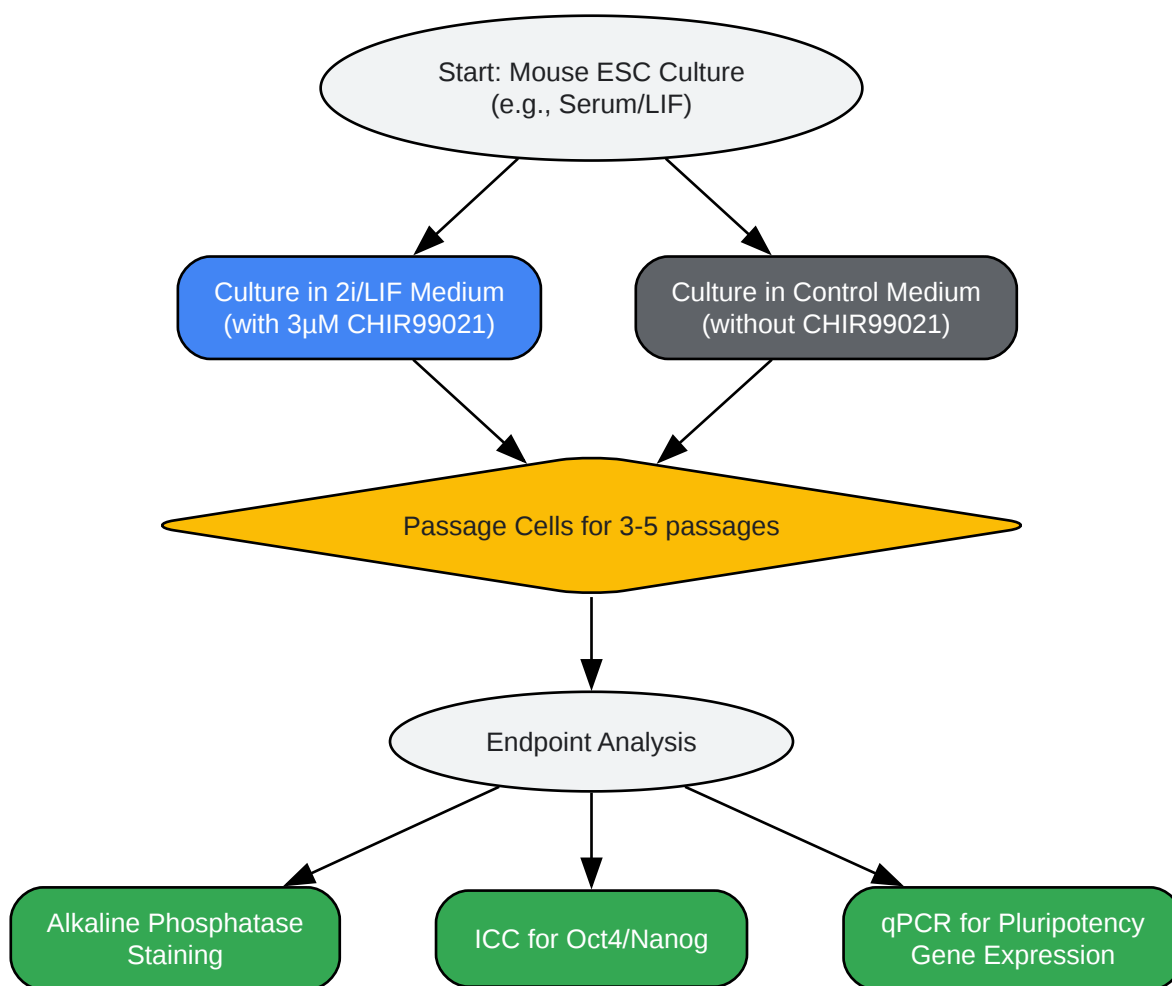 Start: Mouse ESC Culture
(e.g., Serum/LIF)
Culture in 2i/LIF Medium
(with 3µM CHIR99021)
Culture in Control Medium
(without CHIR99021)
Passage Cells for 3-5 passages
Endpoint Analysis
Alkaline Phosphatase
Staining
ICC for Oct4/Nanog
qPCR for Pluripotency
Gene Expression